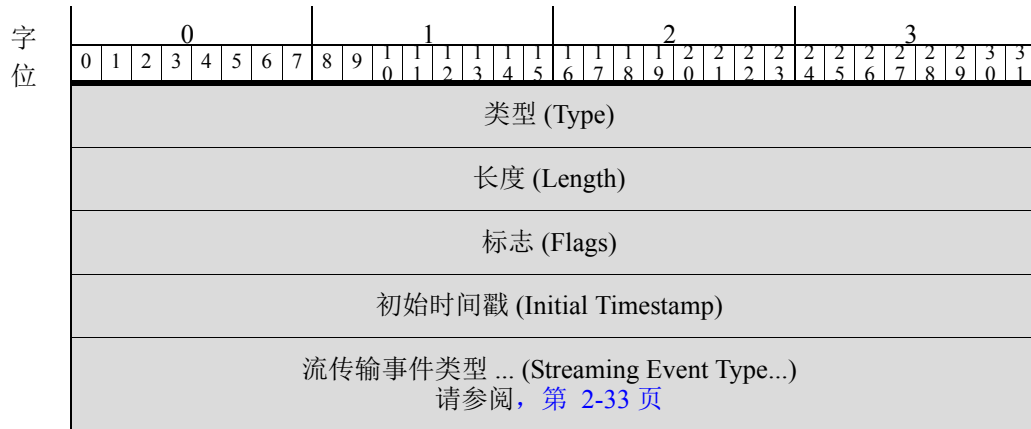 字 0 1 2 3
位 0 1 2 3 4 5 6 7 8 9 10 11 12 13 14 15 16 17 18 19 20 21 22 23 24 25 26 27 28 29 30 31
类型 (Type)
长度 (Length)
标志 (Flags)
初始时间戳 (Initial Timestamp)
流传输事件类型 ... (Streaming Event Type...)
请参阅，第 2-33 页